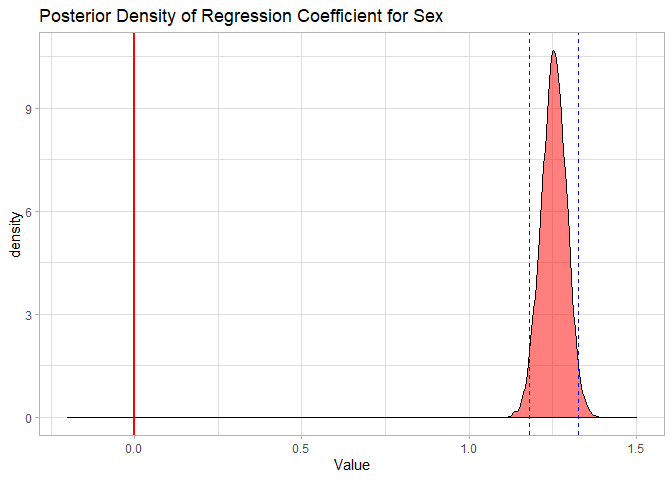 Posterior Density of Regression Coefficient for Sex
density
9
6
3
0
0.0 0.5 1.0 1.5
Value